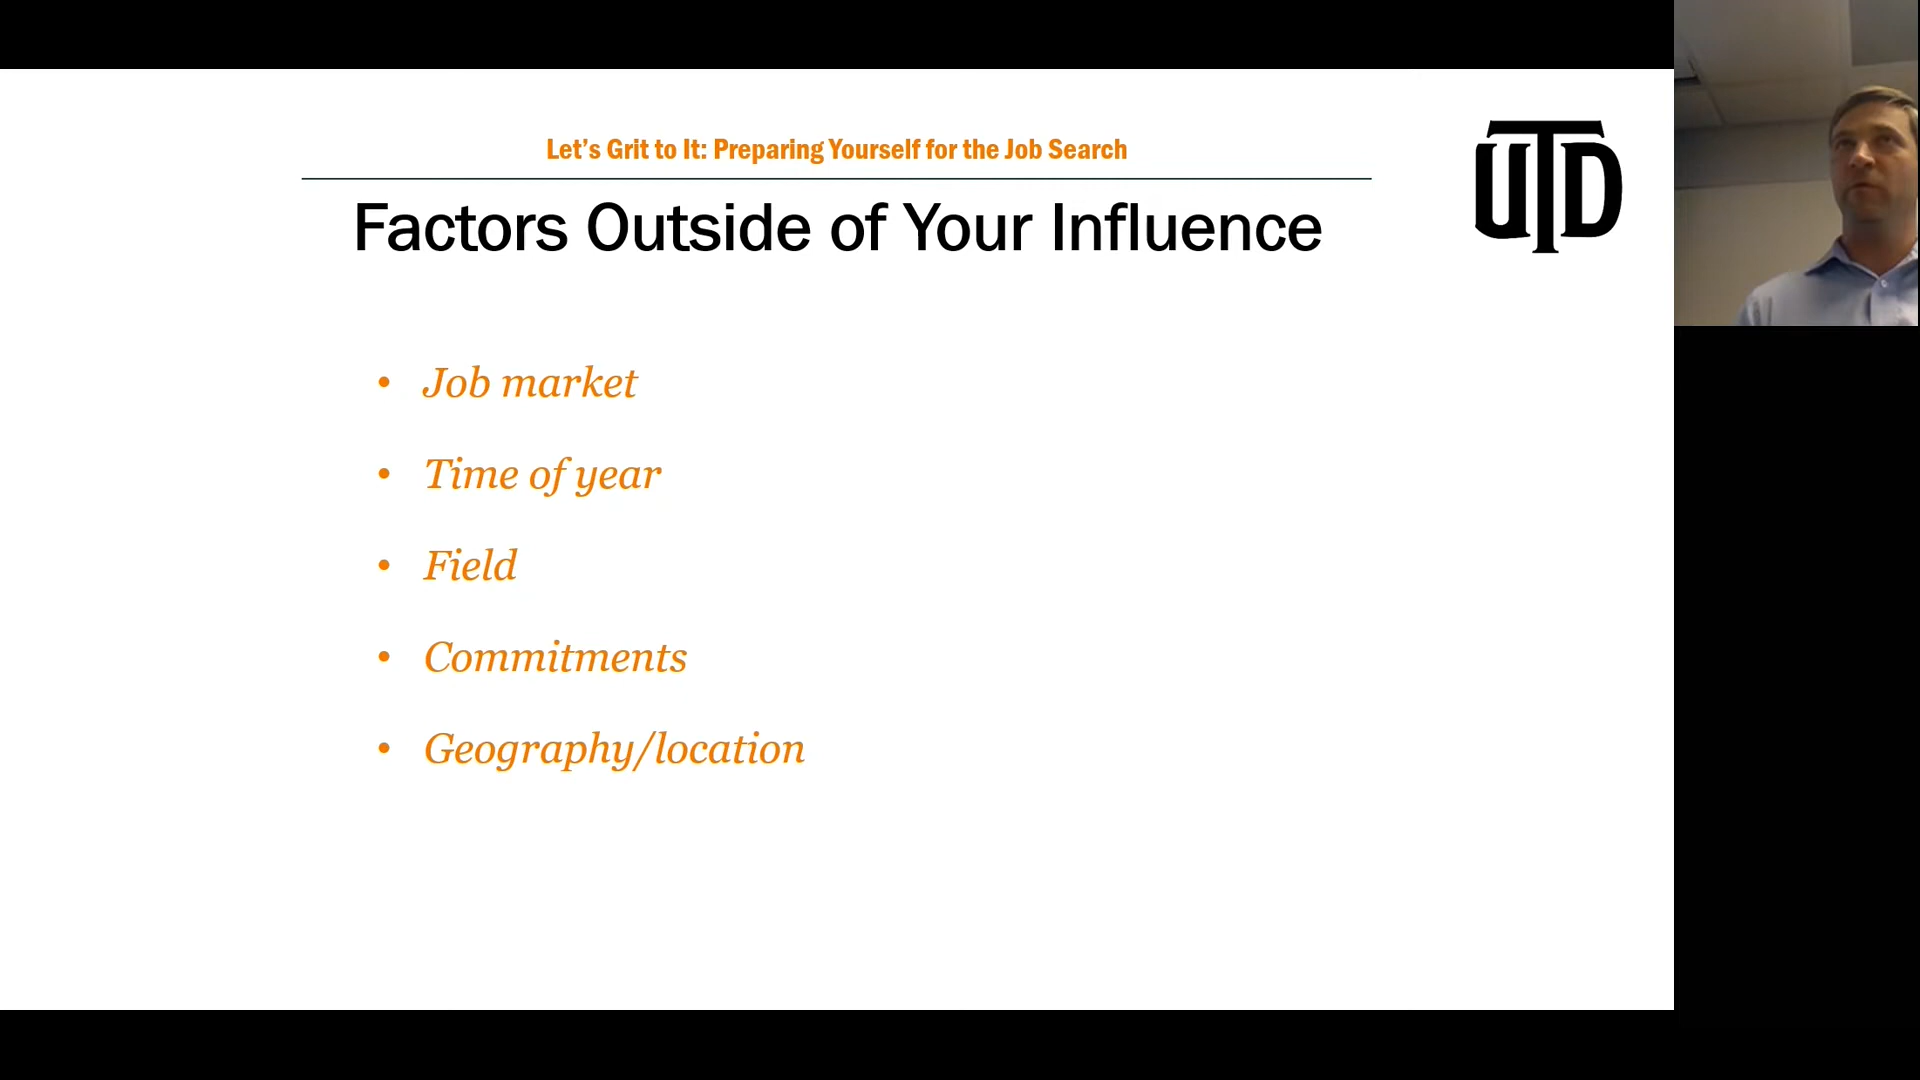 Let's Grit to It: Preparing Yourself for the Job Search
Factors Outside of Your Influence
UTD
• Job market
• Time of year
• Field
• Commitments
• Geography/location